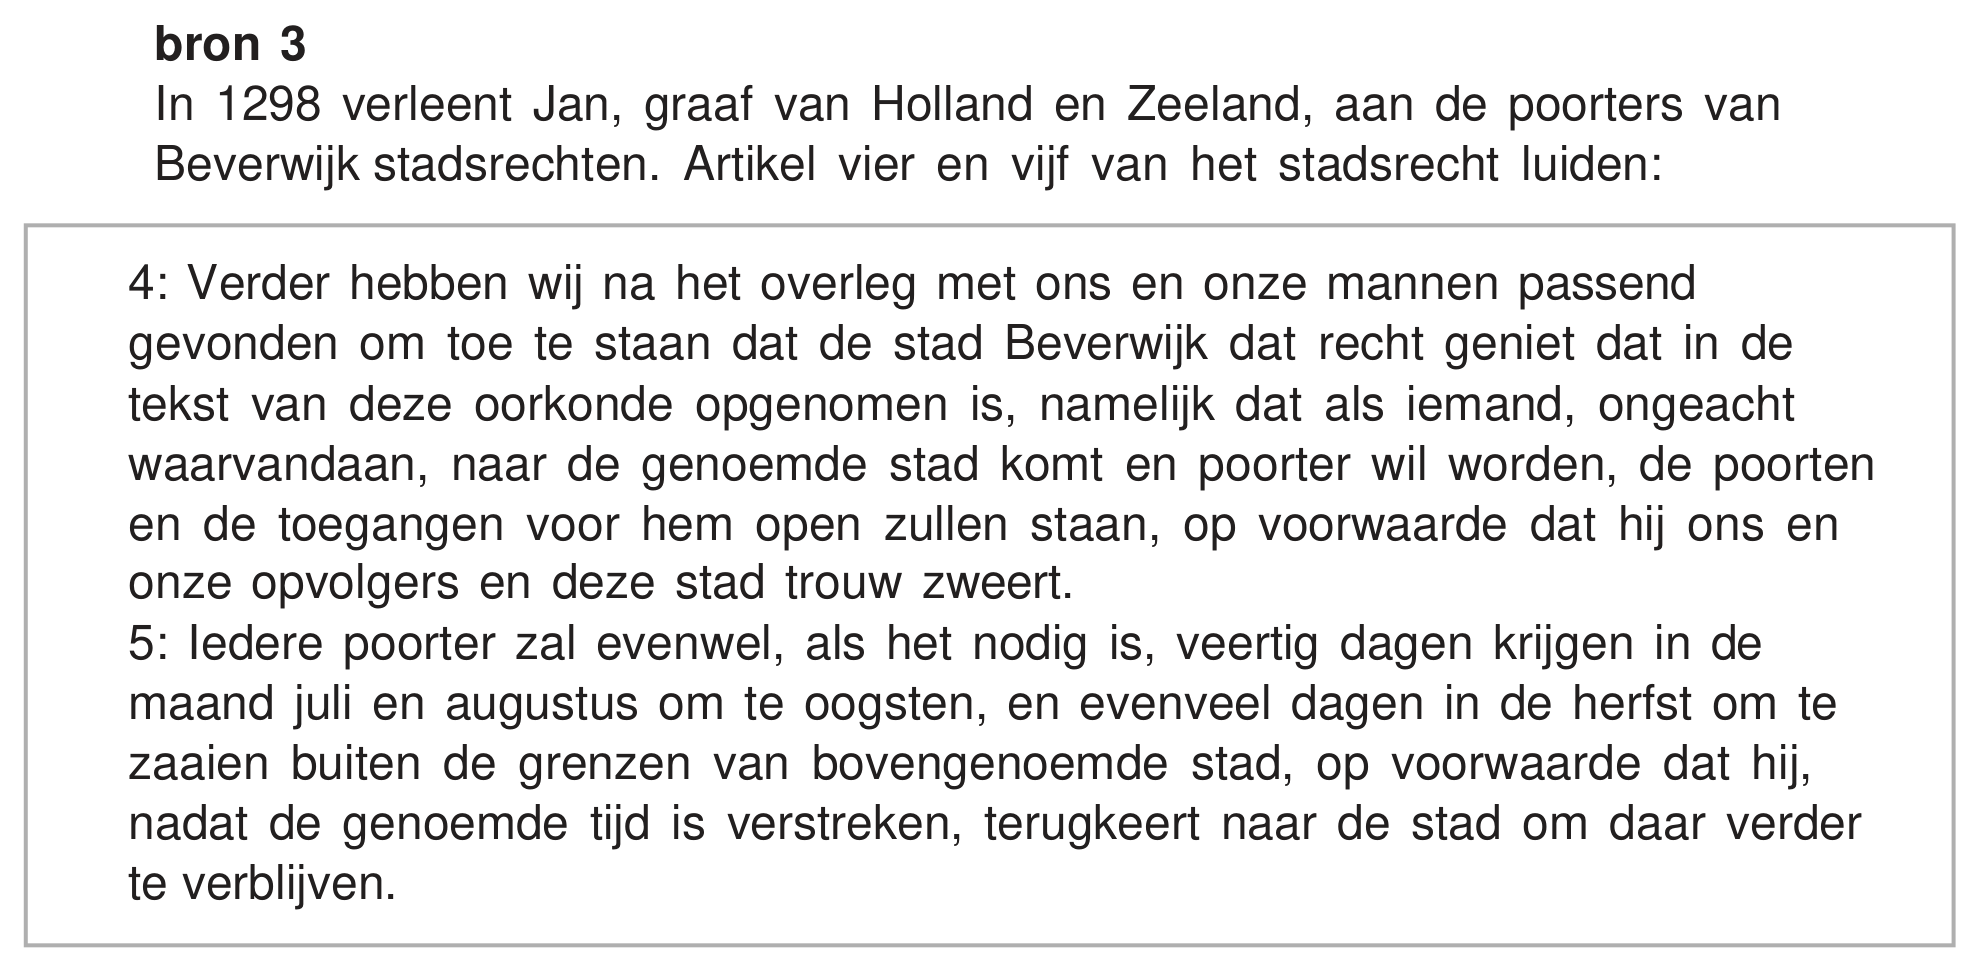 bron 3
In 1298 verleent Jan, graaf van Holland en Zeeland, aan de poorters van
Beverwijk stadsrechten. Artikel vier en vijf van het stadsrecht luiden:
4: Verder hebben wij na het overleg met ons en onze mannen passend
gevonden om toe te staan dat de stad Beverwijk dat recht geniet dat in de
tekst van deze oorkonde opgenomen is, namelijk dat als iemand, ongeacht
waarvandaan, naar de genoemde stad komt en poorter wil worden, de poorten
en de toegangen voor hem open zullen staan, op voorwaarde dat hij ons en
onze opvolgers en deze stad trouw zweert.
5: Iedere poorter zal evenwel, als het nodig is, veertig dagen krijgen in de
maand juli en augustus om te oogsten, en evenveel dagen in de herfst om te
zaaien buiten de grenzen van bovengenoemde stad, op voorwaarde dat hij,
nadat de genoemde tijd is verstreken, terugkeert naar de stad om daar verder
te verblijven.